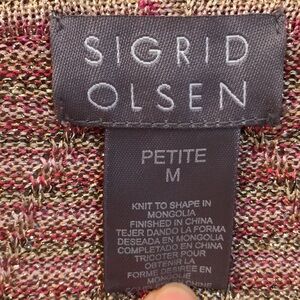 SIGRID
OLSEN
PETITE
M
KNIT TO SHAPE IN
MONGOLIA
FINISHED IN CHINA
TEJER DANDO LA FORMA
DESEADA EN MONGOLIA
COMPLETADO EN CHINA
TRICOTER POUR
OBTENIR LA
FORME DESIREE EN